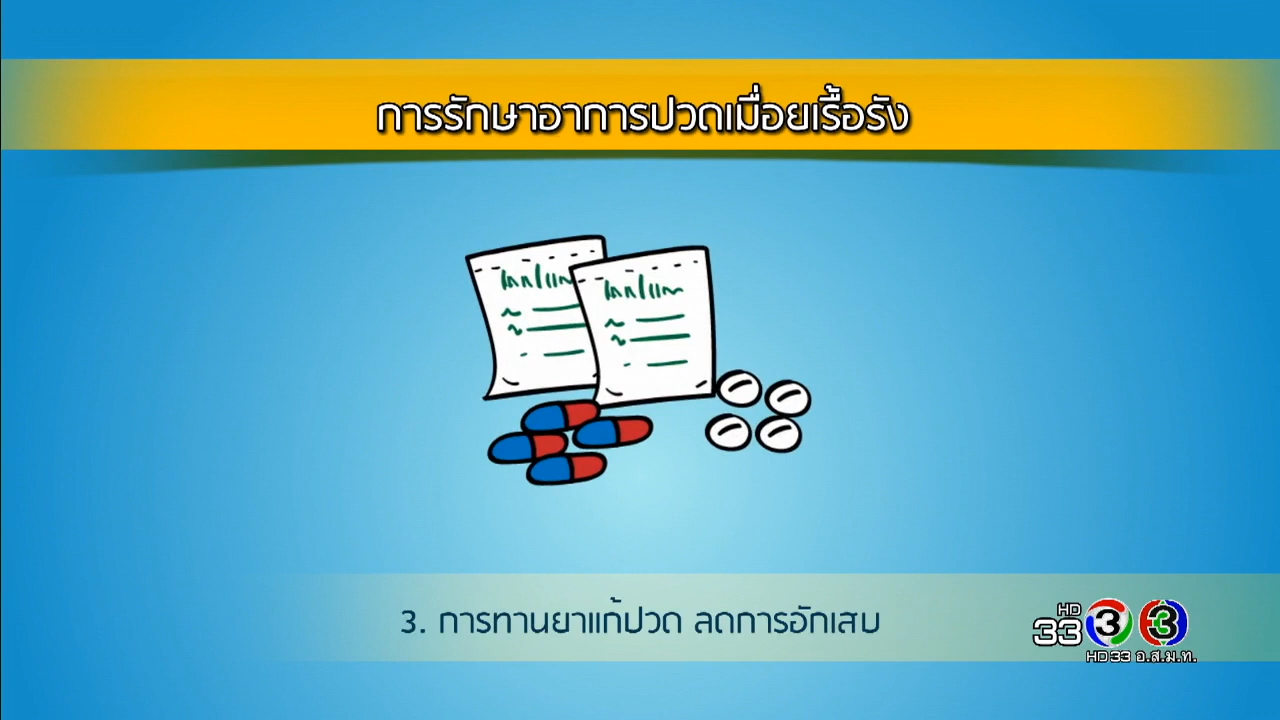 การรักษาอาการปวดเมื่อยเรื้อรัง
3. การทานยาแก้ปวด ลดการอักเสบ
HD
33 3 3
HD33 อ.ส.ม.ท.